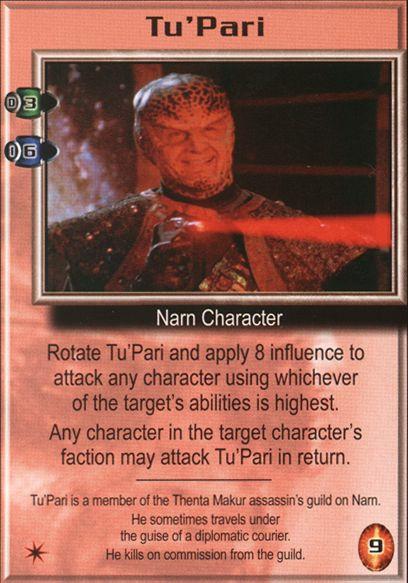 Tu'Pari
3
6
Narn Character
Rotate Tu'Pari and apply 8 influence to
attack any character using whichever
of the target's abilities is highest.
Any character in the target character's
faction may attack Tu'Pari in return.
Tu'Pari is a member of the Thenta Makur assassin's guild on Narn.
He sometimes travels under
the guise of a diplomatic courier.
He kills on commission from the guild.
9